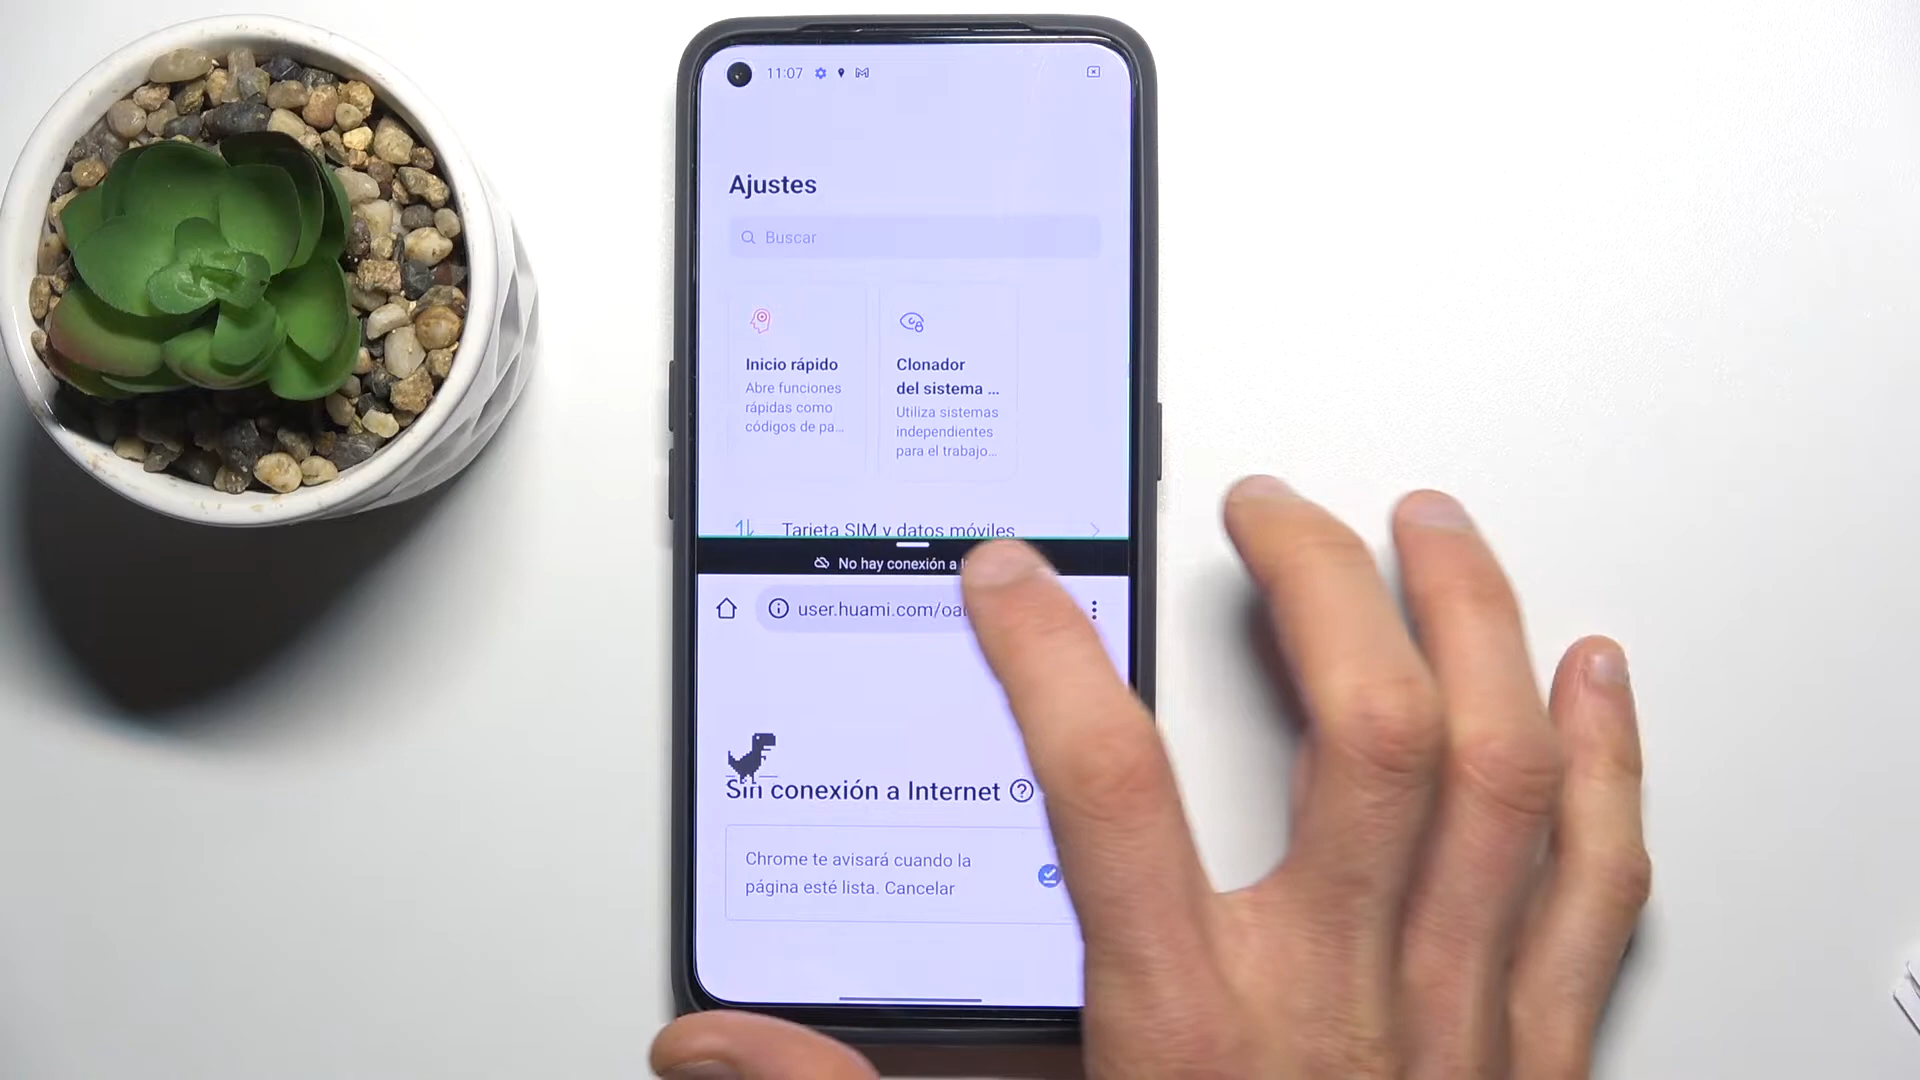 11:07
Ajustes
Buscar
Inicio rápido
Abre funciones
rápidas como
códigos de pa...
Clonador
del sistema ...
Utiliza sistemas
independientes
para el trabajo...
Tarjeta SIM y datos móviles
No hay conexión a
user.huami.com/oa
Sin conexión a Internet
Chrome te avisará cuando la
página esté lista. Cancelar